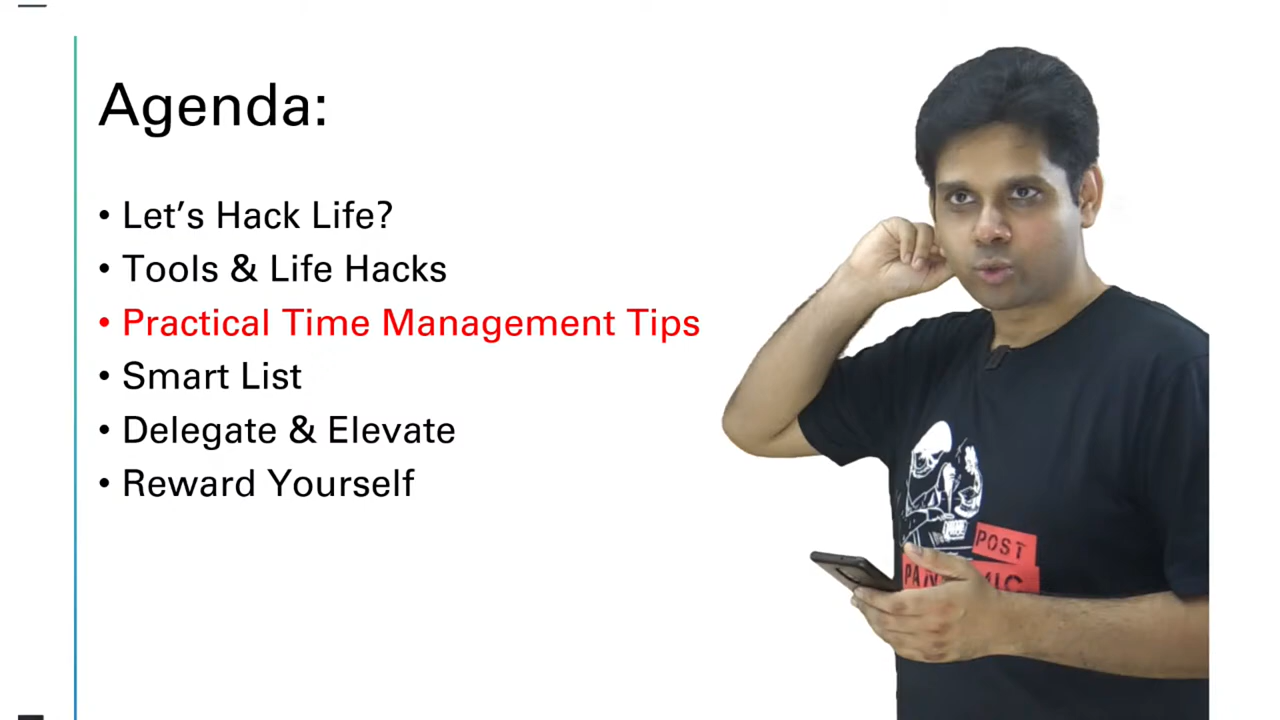 Agenda:
• Let’s Hack Life?
• Tools & Life Hacks
• Practical Time Management Tips
• Smart List
• Delegate & Elevate
• Reward Yourself
POST